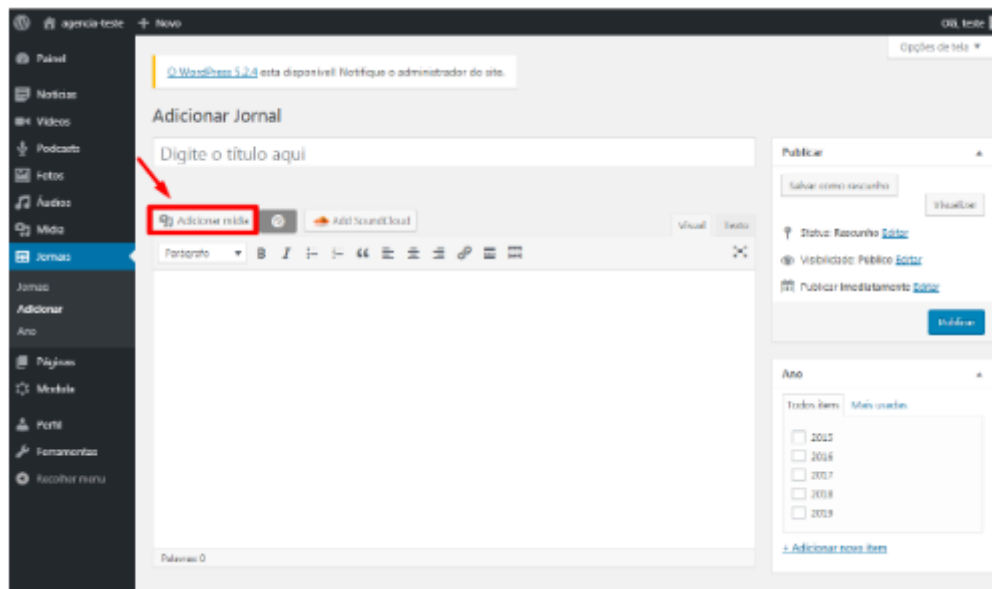 agencia-teste + Novo
Olá, teste
Opções de tela
Painel
Notícias
Vídeos
Podcasts
Fotos
Áudios
Mídia
Jornais
Jornais
Adicionar
Ano
Páginas
Modula
Perfil
Ferramentas
Recolher menu
O WordPress 5.2.4 está disponível! Notifique o administrador do site.
Adicionar Jornal
Digite o título aqui
Adicionar mídia
Add SoundCloud
Visual
Texto
Parágrafo
B I
Palavras: 0
Publicar
Salvar como rascunho
Visualizar
Status: Rascunho Editar
Visibilidade: Público Editar
Publicar imediatamente Editar
Publicar
Ano
Todos itens
Mais usadas
2015
2016
2017
2018
2019
+ Adicionar novo item